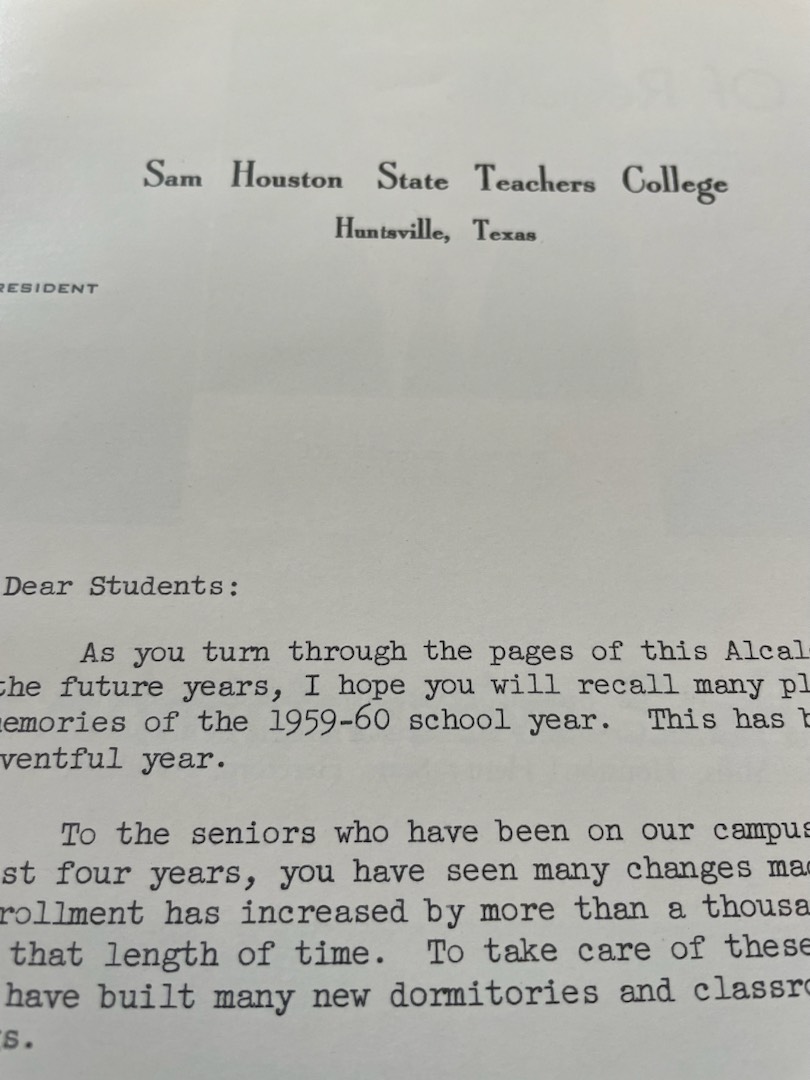 Sam Houston State Teachers College
Huntsville, Texas
RESIDENT
Dear Students:
As you turn through the pages of this Alcal
the future years, I hope you will recall many pl
emories of the 1959-60 school year. This has b
ventful year.
To the seniors who have been on our campus
st four years, you have seen many changes mad
rollment has increased by more than a thousa
that length of time. To take care of these
have built many new dormitories and classro
s.